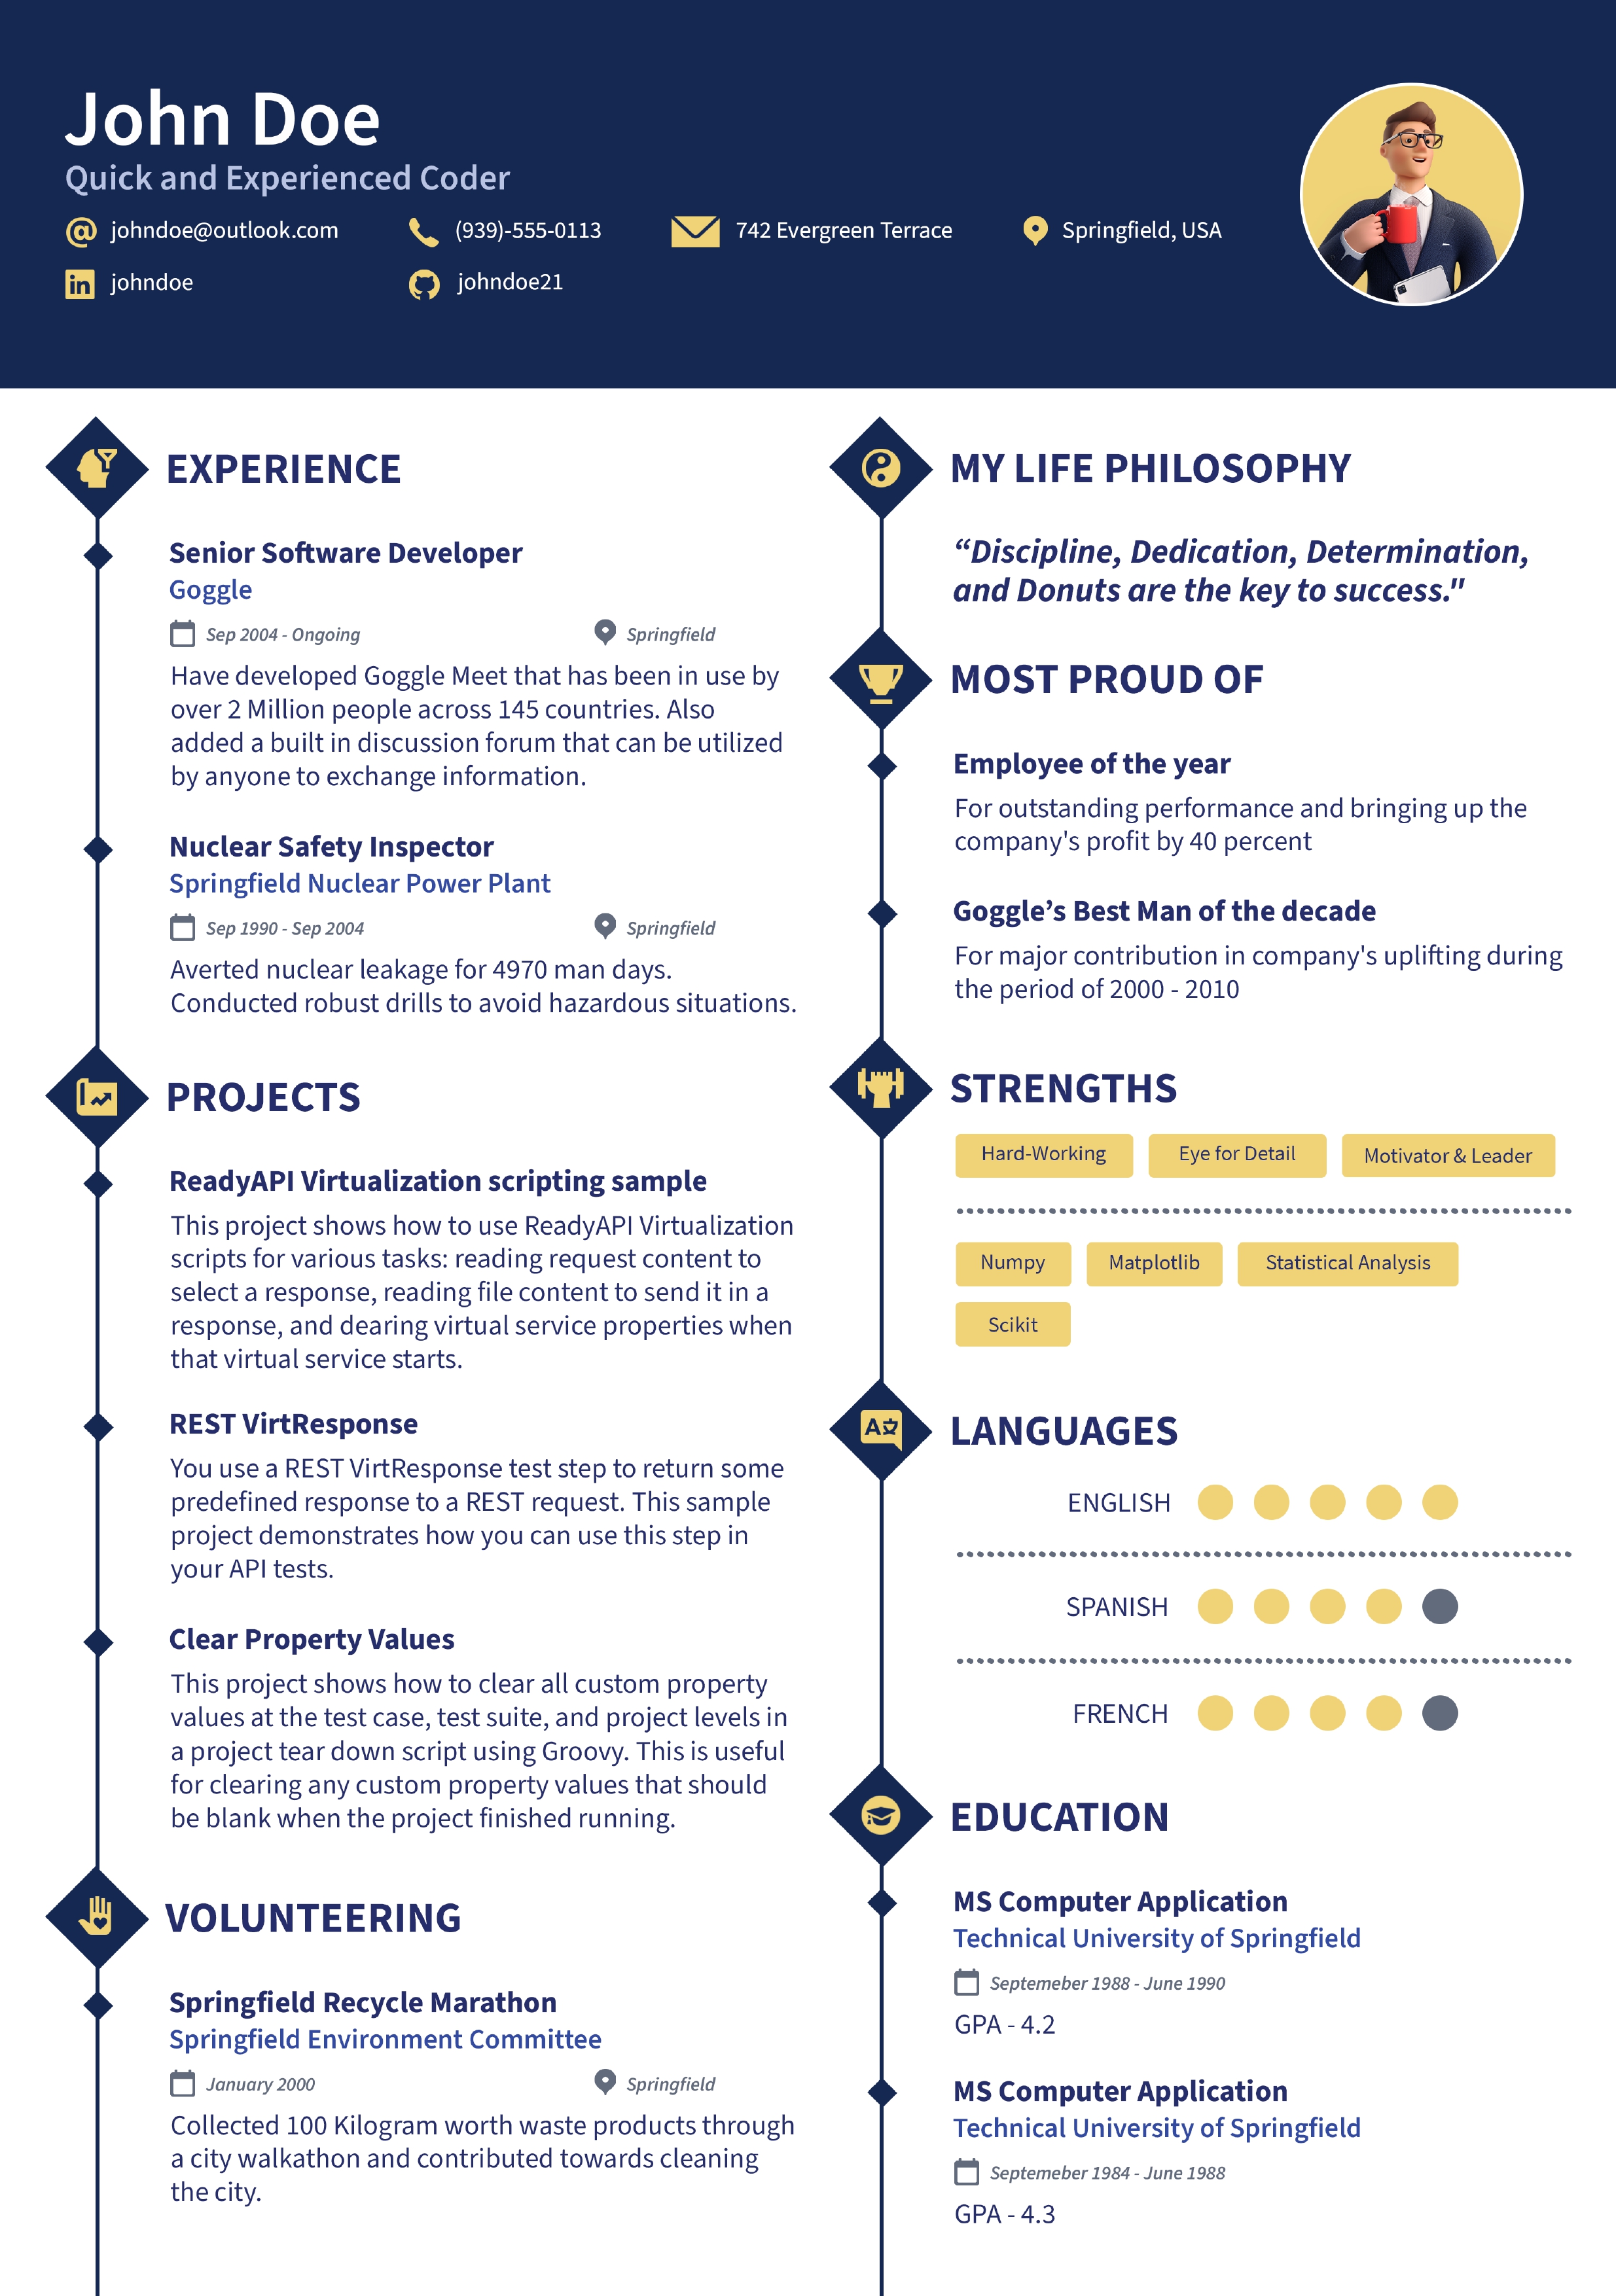 John Doe
Quick and Experienced Coder
johndoe@outlook.com
(939)-555-0113
742 Evergreen Terrace
Springfield, USA
in johndoe
johndoe21
EXPERIENCE
Senior Software Developer
Goggle
Sep 2004 - Ongoing
Springfield
Have developed Goggle Meet that has been in use by
over 2 Million people across 145 countries. Also
added a built in discussion forum that can be utilized
by anyone to exchange information.
Nuclear Safety Inspector
Springfield Nuclear Power Plant
Sep 1990 - Sep 2004
Springfield
Averted nuclear leakage for 4970 man days.
Conducted robust drills to avoid hazardous situations.
PROJECTS
ReadyAPI Virtualization scripting sample
This project shows how to use ReadyAPI Virtualization
scripts for various tasks: reading request content to
select a response, reading file content to send it in a
response, and dearing virtual service properties when
that virtual service starts.
REST VirtResponse
You use a REST VirtResponse test step to return some
predefined response to a REST request. This sample
project demonstrates how you can use this step in
your API tests.
Clear Property Values
This project shows how to clear all custom property
values at the test case, test suite, and project levels in
a project tear down script using Groovy. This is useful
for clearing any custom property values that should
be blank when the project finished running.
VOLUNTEERING
Springfield Recycle Marathon
Springfield Environment Committee
January 2000
Springfield
Collected 100 Kilogram worth waste products through
a city walkathon and contributed towards cleaning
the city.
MY LIFE PHILOSOPHY
“Discipline, Dedication, Determination,
and Donuts are the key to success."
MOST PROUD OF
Employee of the year
For outstanding performance and bringing up the
company's profit by 40 percent
Goggle’s Best Man of the decade
For major contribution in company's uplifting during
the period of 2000 - 2010
STRENGTHS
Hard-Working
Eye for Detail
Motivator & Leader
Numpy
Matplotlib
Statistical Analysis
Scikit
LANGUAGES
ENGLISH
SPANISH
FRENCH
EDUCATION
MS Computer Application
Technical University of Springfield
Septemeber 1988 - June 1990
GPA - 4.2
MS Computer Application
Technical University of Springfield
Septemeber 1984 - June 1988
GPA - 4.3